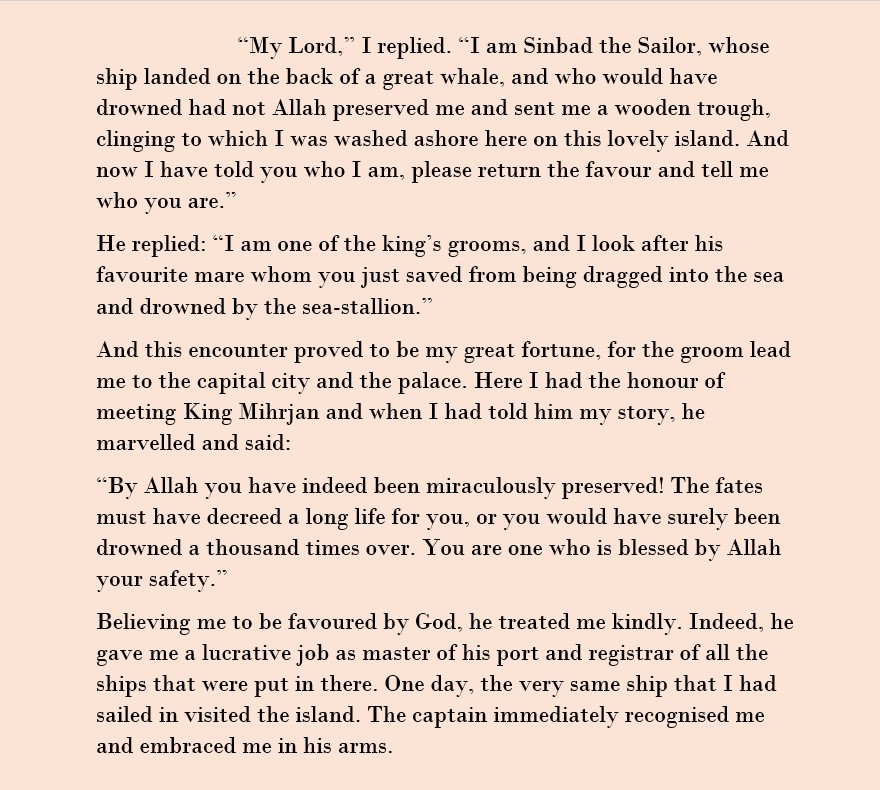 “My Lord,” I replied. “I am Sinbad the Sailor, whose
ship landed on the back of a great whale, and who would have
drowned had not Allah preserved me and sent me a wooden trough,
clinging to which I was washed ashore here on this lovely island. And
now I have told you who I am, please return the favour and tell me
who you are.”
He replied: “I am one of the king’s grooms, and I look after his
favourite mare whom you just saved from being dragged into the sea
and drowned by the sea-stallion.”
And this encounter proved to be my great fortune, for the groom lead
me to the capital city and the palace. Here I had the honour of
meeting King Mihrjan and when I had told him my story, he
marvelled and said:
“By Allah you have indeed been miraculously preserved! The fates
must have decreed a long life for you, or you would have surely been
drowned a thousand times over. You are one who is blessed by Allah
your safety.”
Believing me to be favoured by God, he treated me kindly. Indeed, he
gave me a lucrative job as master of his port and registrar of all the
ships that were put in there. One day, the very same ship that I had
sailed in visited the island. The captain immediately recognised me
and embraced me in his arms.